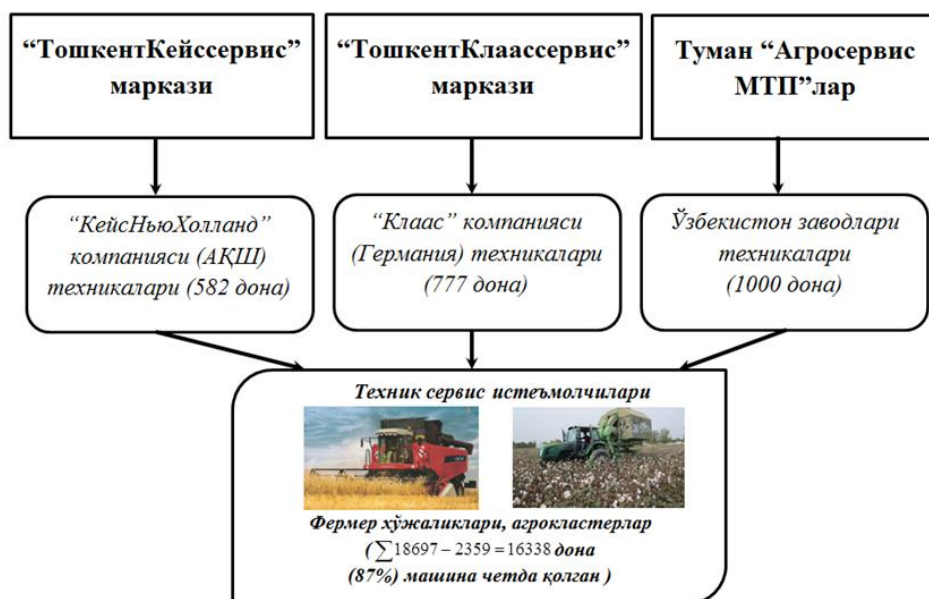 “ТошкентКейссервис”
маркази
“ТошкентКлаассервис”
маркази
Туман “Агросервис
МТП”лар
“КейсНьюХолланд”
компанияси (АҚШ)
техникалари (582 дона)
“Клаас” компанияси
(Германия) техникалари
(777 дона)
Ўзбекистон заводлари
техникалари
(1000 дона)
Техник сервис истеъмолчилари
Фермер хўжаликлари, агрокластерлар
( ∑18697 – 2359 = 16338 дона
(87%) машина четда қолган )